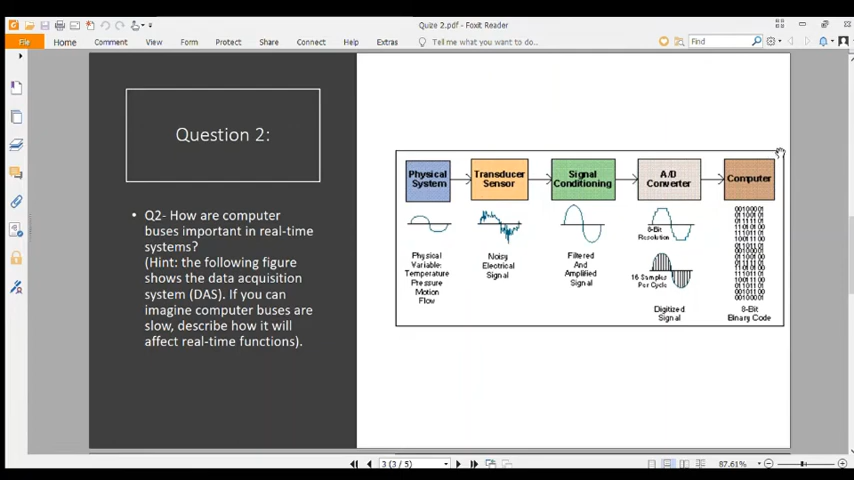 Quize 2.pdf - Foxit Reader
File Home Comment View Form Protect Share Connect Help Extras Tell me what you want to do.. Find
Question 2:
• Q2- How are computer
buses important in real-time
systems?
(Hint: the following figure
shows the data acquisition
system (DAS). If you can
imagine computer buses are
slow, describe how it will
affect real-time functions).
Physical
System
Transducer
Sensor
Signal
Conditioning
A/D
Converter
Computer
Physical
Variable:
Temperature
Pressure
Motion
Flow
Noisy
Electrical
Signal
Filtered
And
Amplified
Signal
8-Bit
Resolution
16 Samples
Per Cycle
Digitized
Signal
8-Bit
Binary Code
3 (3 / 5)
87.61%